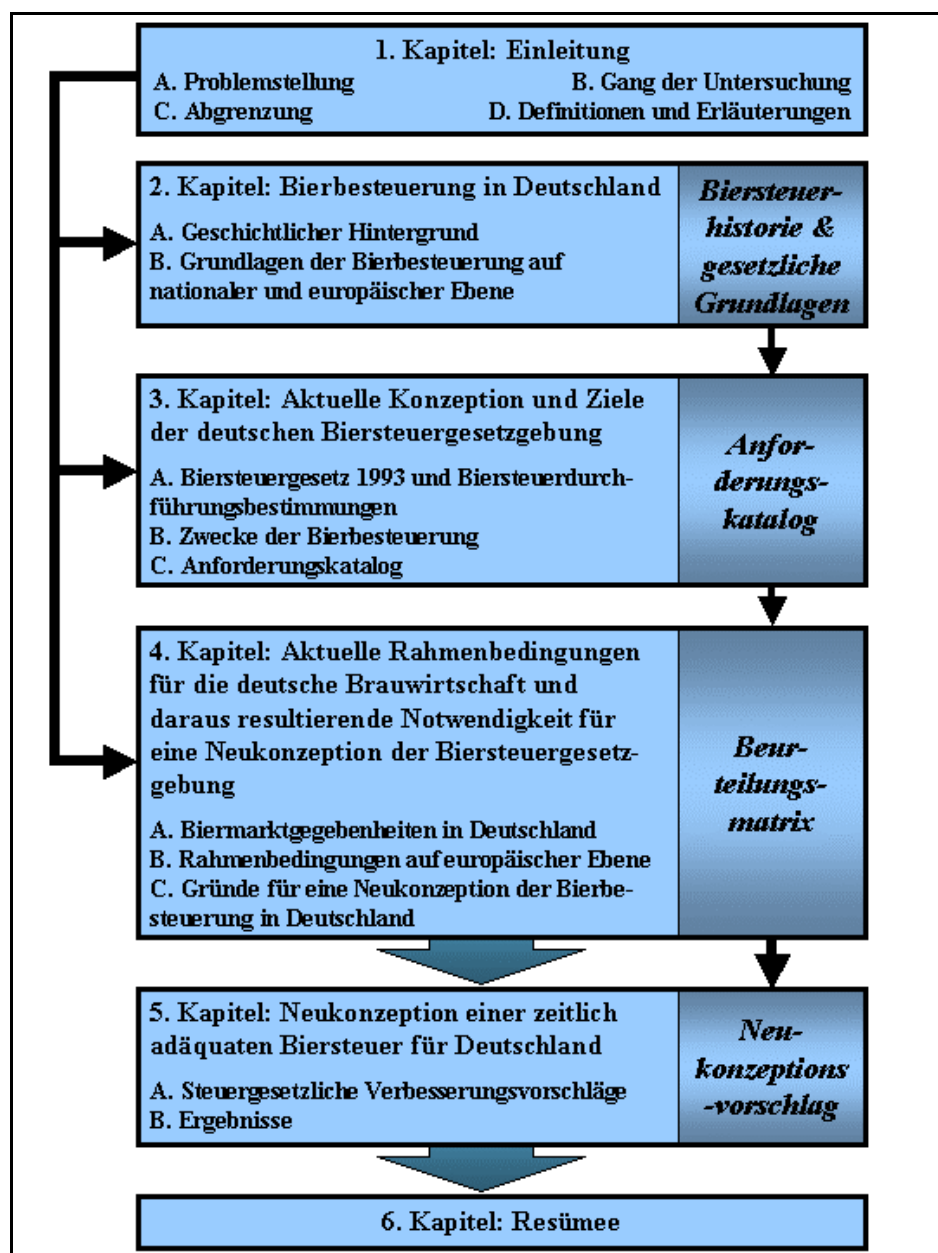 1. Kapitel: Einleitung
A. Problemstellung B. Gang der Untersuchung
C. Abgrenzung D. Definitionen und Erläuterungen
2. Kapitel: Bierbesteuerung in Deutschland
A. Geschichtlicher Hintergrund
B. Grundlagen der Bierbesteuerung auf
nationaler und europäischer Ebene
Biersteuer-
historie &
gesetzliche
Grundlagen
3. Kapitel: Aktuelle Konzeption und Ziele
der deutschen Biersteuergesetzgebung
A. Biersteuergesetz 1993 und Biersteuerdurch-
führungsbestimmungen
B. Zwecke der Bierbesteuerung
C. Anforderungskatalog
Anfor-
derungs-
katalog
4. Kapitel: Aktuelle Rahmenbedingungen
für die deutsche Brauwirtschaft und
daraus resultierende Notwendigkeit für
eine Neukonzeption der Biersteuergesetz-
gebung
A. Biermarktgegebenheiten in Deutschland
B. Rahmenbedingungen auf europäischer Ebene
C. Gründe für eine Neukonzeption der Bierbe-
steuerung in Deutschland
Beur-
teilungs-
matrix
5. Kapitel: Neukonzeption einer zeitlich
adäquaten Biersteuer für Deutschland
A. Steuergesetzliche Verbesserungsvorschläge
B. Ergebnisse
Neu-
konzeptions
-vorschlag
6. Kapitel: Resümee